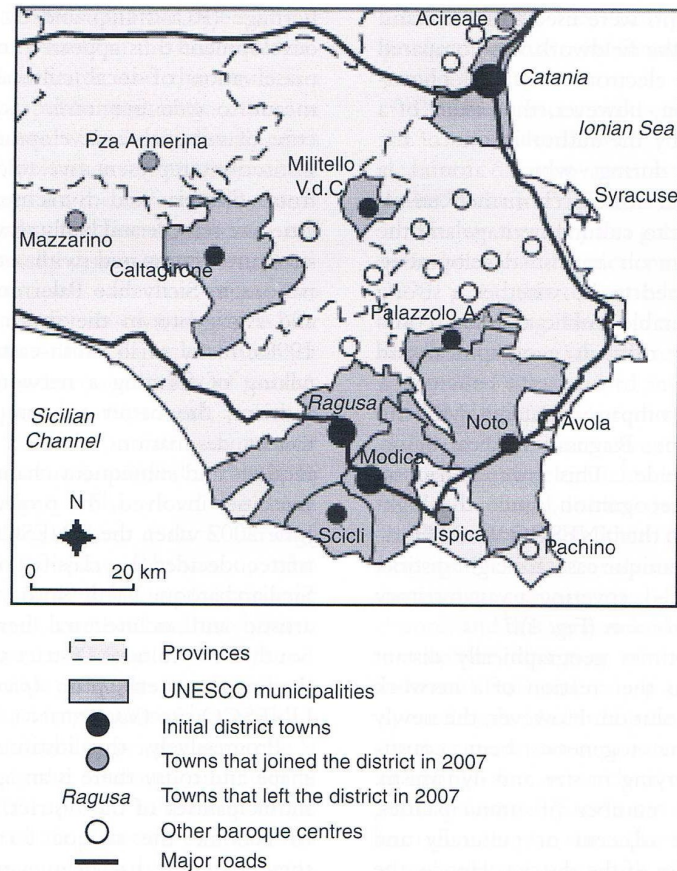 Acireale
Catania
Ionian Sea
Pza Armerina
Militello
V.d.C.
Syracuse
Mazzarino
Caltagirone
Palazzolo A.
Ragusa
Sicilian
Channel
Noto
Avola
Modica
N
Scicli
Ispica
Pachino
0 20 km
Provinces
UNESCO municipalities
Initial district towns
Towns that joined the district in 2007
Ragusa Towns that left the district in 2007
Other baroque centres
Major roads